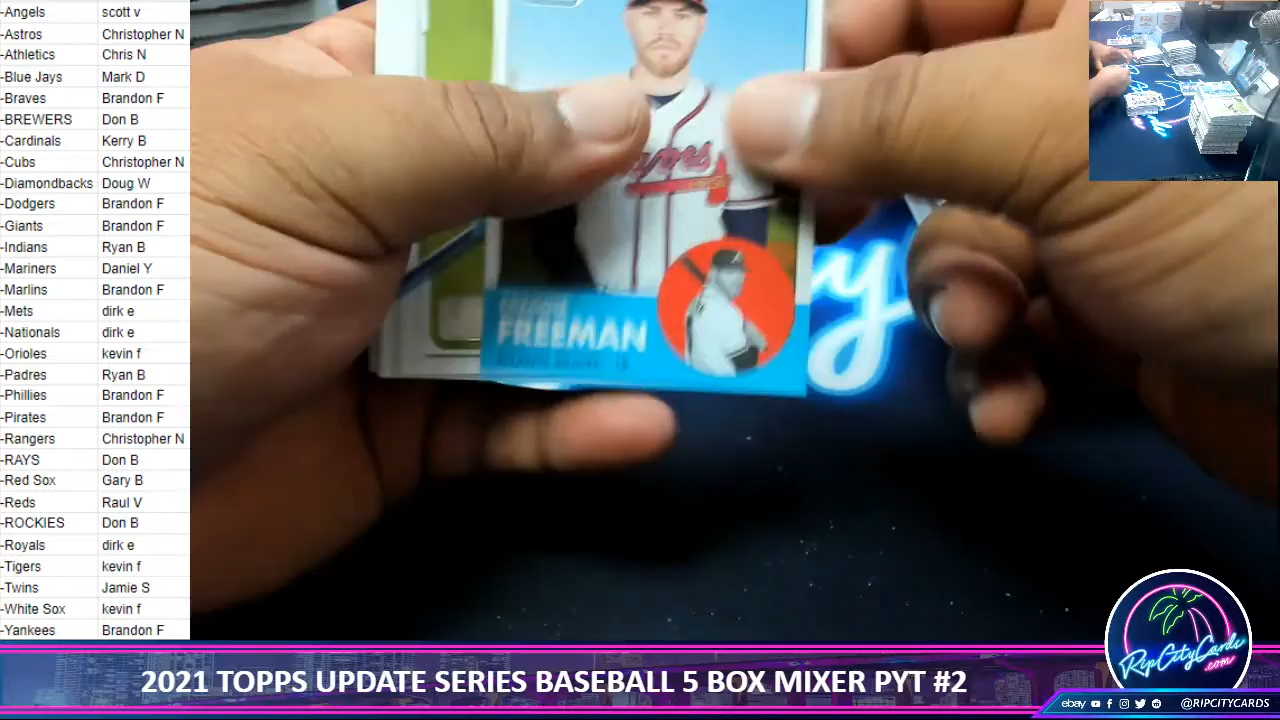 -Angels scott v
-Astros Christopher N
-Athletics Chris N
-Blue Jays Mark D
-Braves Brandon F
-BREWERS Don B
-Cardinals Kerry B
-Cubs Christopher N
-Diamondbacks Doug W
-Dodgers Brandon F
-Giants Brandon F
-Indians Ryan B
-Mariners Daniel Y
-Marlins Brandon F
-Mets dirk e
-Nationals dirk e
-Orioles kevin f
-Padres Ryan B
-Phillies Brandon F
-Pirates Brandon F
-Rangers Christopher N
-RAYS Don B
-Red Sox Gary B
-Reds Raul V
-ROCKIES Don B
-Royals dirk e
-Tigers kevin f
-Twins Jamie S
-White Sox kevin f
-Yankees Brandon F
FREEMAN
RipCityCards
.com
2021 TOPPS UPDATE SERIES BASEBALL 5 BOX MIXER PYT #2
ebay @RIPCITYCARDS